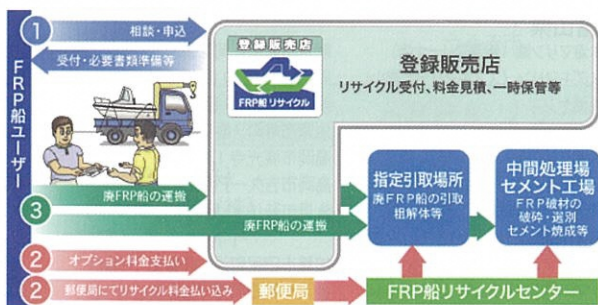 FRP船ユーザー
1
相談・申込
受付・必要書類準備等
登録販売店
FRP船リサイクル
登録販売店
リサイクル受付、料金見積、一時保管等
3
廃FRP船の運搬
廃FRP船の運搬
指定引取場所
廃FRP船の引取
粗解体等
中間処理場
セメント工場
FRP破材の
破砕・選別
セメント焼成等
2
オプション料金支払い
2
郵便局にてリサイクル料金払い込み
郵便局
FRP船リサイクルセンター